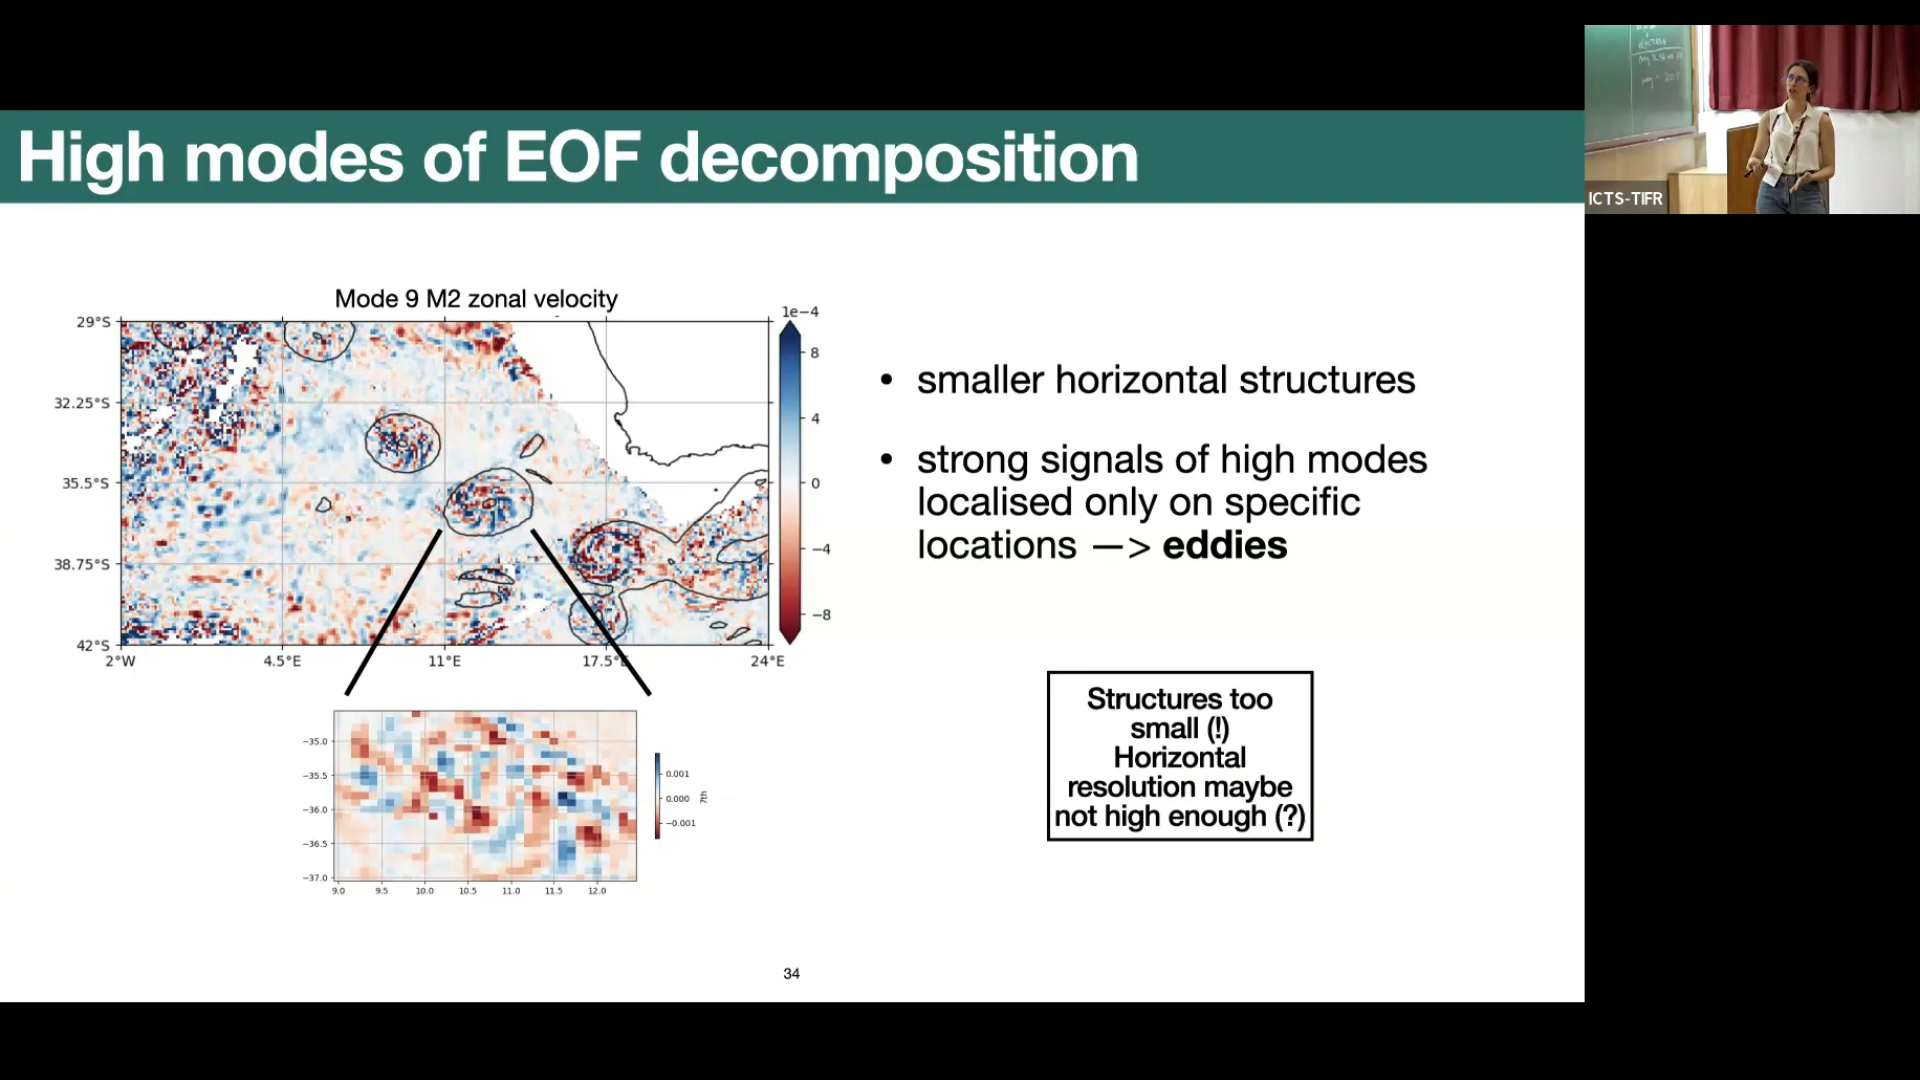 High modes of EOF decomposition
ICTS-TIFR
Mode 9 M2 zonal velocity
1e−4
29°S
32.25°S
35.5°S
38.75°S
42°S
2°W
4.5°E
11°E
17.5°E
24°E
8
4
0
−4
−8
• smaller horizontal structures
• strong signals of high modes
localised only on specific
locations —> eddies
−35.0
−35.5
−36.0
−36.5
−37.0
9.0
9.5
10.0
10.5
11.0
11.5
12.0
0.001
0.000
−0.001
7th
Structures too
small (!)
Horizontal
resolution maybe
not high enough (?)
34